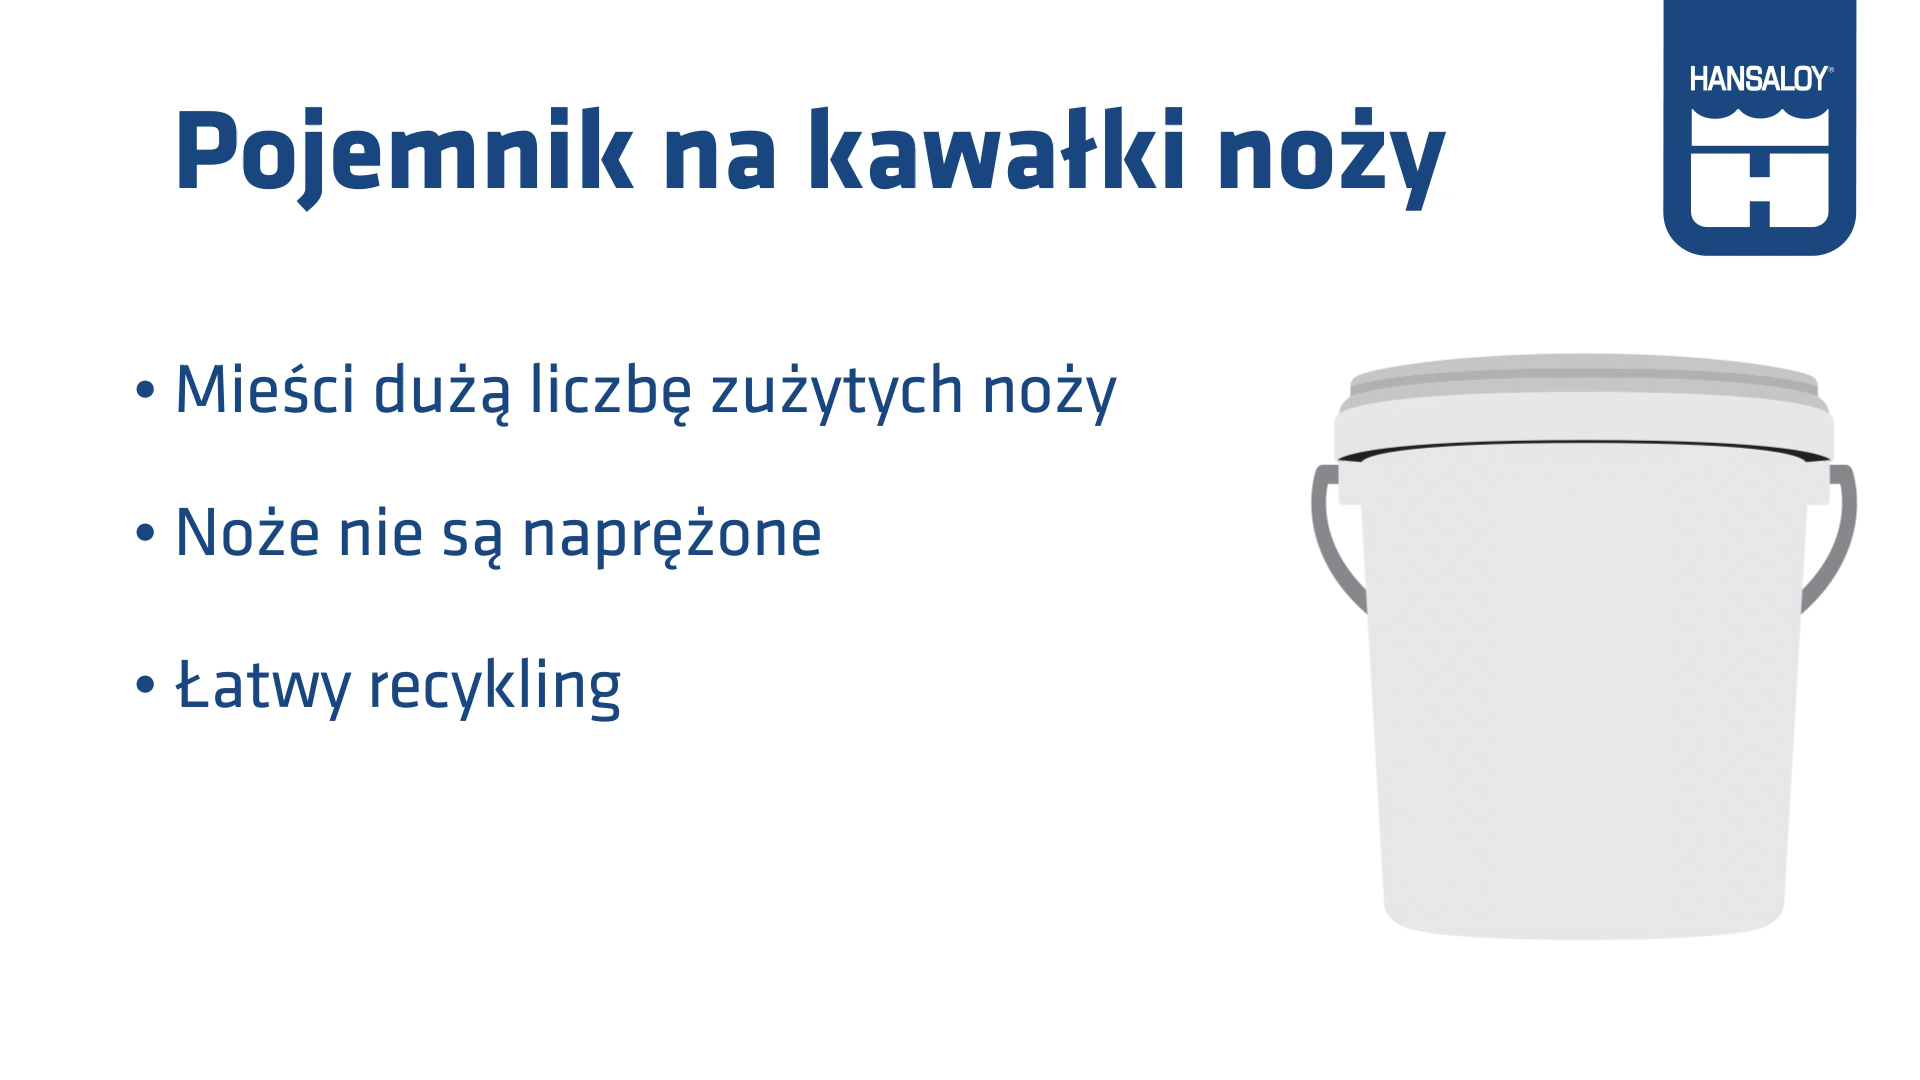 HANSALOY®
Pojemnik na kawałki noży
• Mieści dużą liczbę zużytych noży
• Noże nie są naprężone
• Łatwy recykling